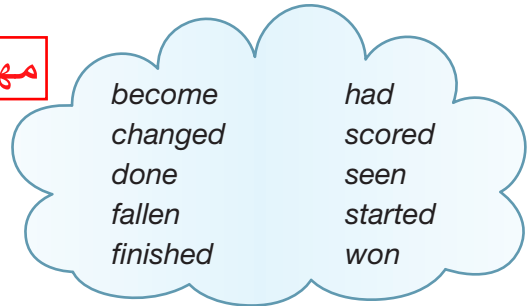 become
changed
done
fallen
finished
had
scored
seen
started
won